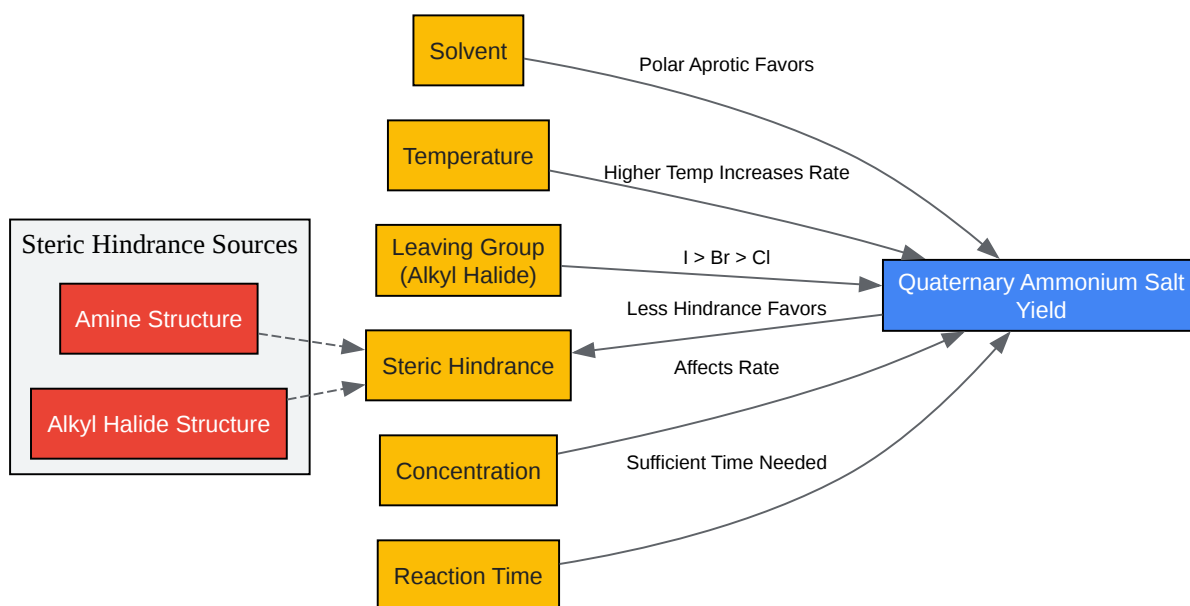 Solvent
Polar Aprotic Favors
Temperature
Higher Temp Increases Rate
Steric Hindrance Sources
Amine Structure
Alkyl Halide Structure
Leaving Group
(Alkyl Halide)
I > Br > Cl
Quaternary Ammonium Salt
Yield
Less Hindrance Favors
Steric Hindrance
Affects Rate
Concentration
Sufficient Time Needed
Reaction Time